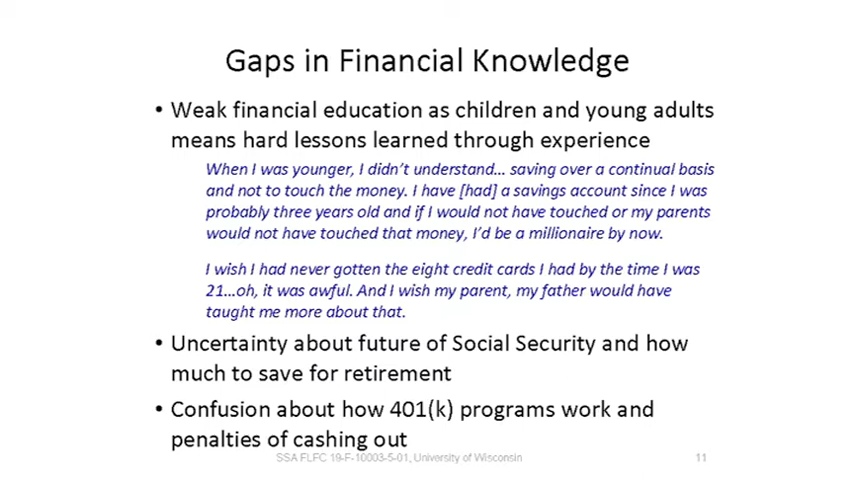 Gaps in Financial Knowledge
• Weak financial education as children and young adults
means hard lessons learned through experience
When I was younger, I didn't understand... saving over a continual basis
and not to touch the money. I have [had] a savings account since I was
probably three years old and if I would not have touched or my parents
would not have touched that money, I'd be a millionaire by now.
I wish I had never gotten the eight credit cards I had by the time I was
21...oh, it was awful. And I wish my parent, my father would have
taught me more about that.
• Uncertainty about future of Social Security and how
much to save for retirement
• Confusion about how 401(k) programs work and
penalties of cashing out
SSA FLFC 19-F-10003-5-01, University of Wisconsin
11